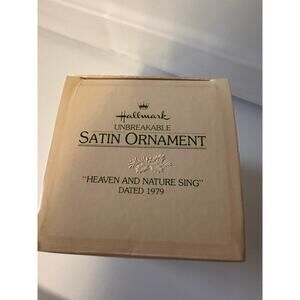 Hallmark
UNBREAKABLE
SATIN ORNAMENT
"HEAVEN AND NATURE SING"
DATED 1979